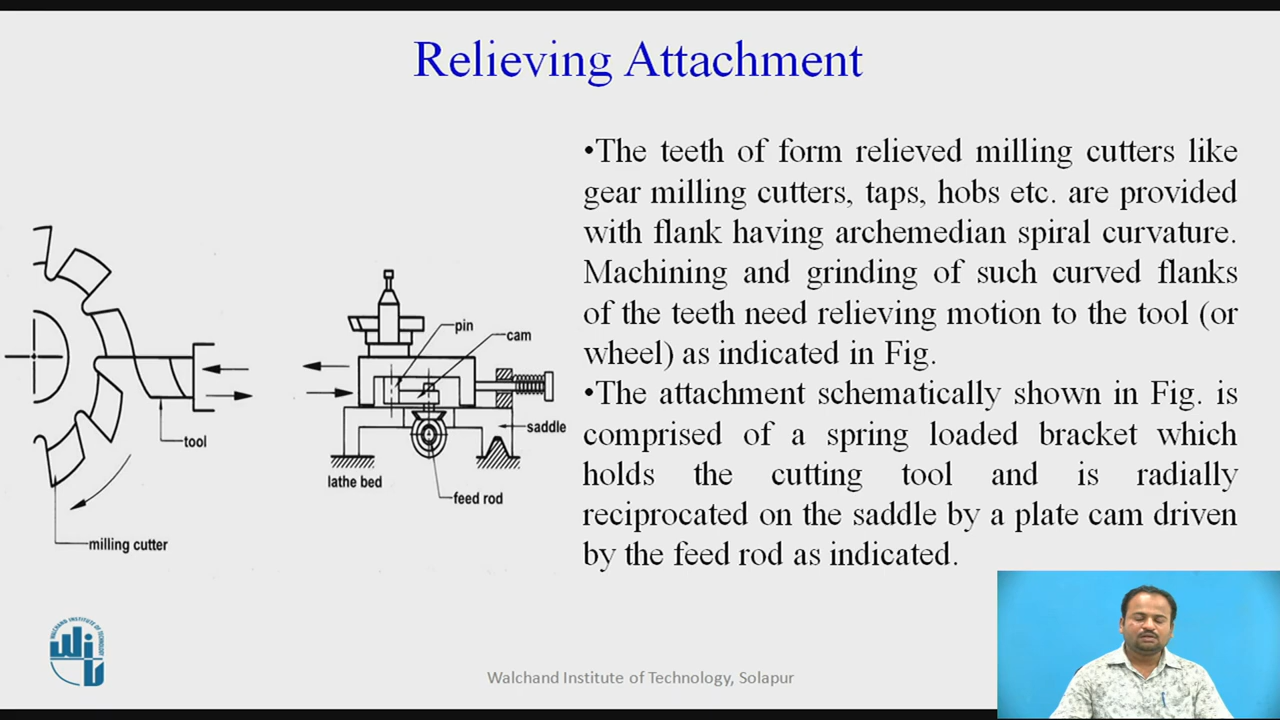 Relieving Attachment
•The teeth of form relieved milling cutters like
gear milling cutters, taps, hobs etc. are provided
with flank having archemedian spiral curvature.
Machining and grinding of such curved flanks
of the teeth need relieving motion to the tool (or
wheel) as indicated in Fig.
•The attachment schematically shown in Fig. is
comprised of a spring loaded bracket which
holds the cutting tool and is radially
reciprocated on the saddle by a plate cam driven
by the feed rod as indicated.
pin
cam
saddle
tool
lathe bed
feed rod
milling cutter
WALCHAND INSTITUTE OF TECHNOLOGY
Walchand Institute of Technology, Solapur